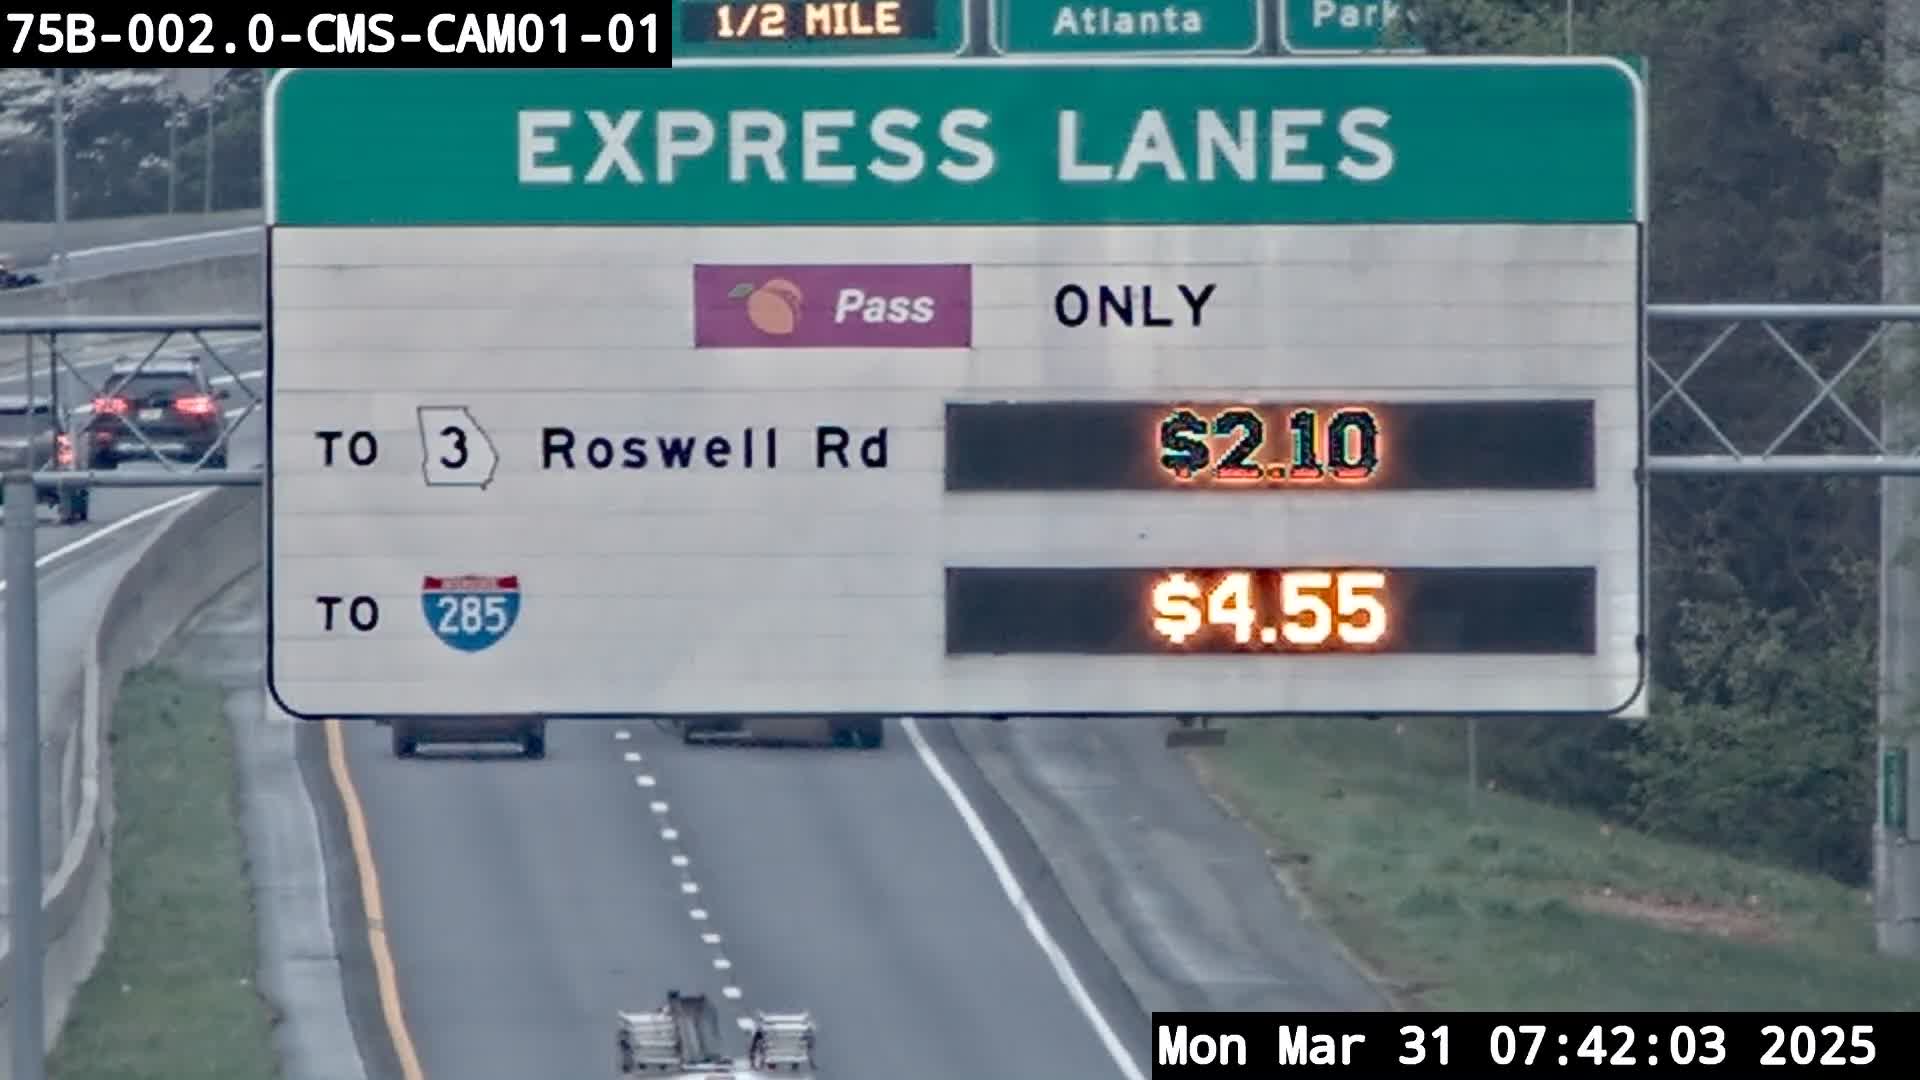 75B-002.0-CMS-CAM01-01
1/2 MILE
Atlanta
Park
EXPRESS LANES
Pass ONLY
TO 3 Roswell Rd $2.10
TO 285 $4.55
Mon Mar 31 07:42:03 2025